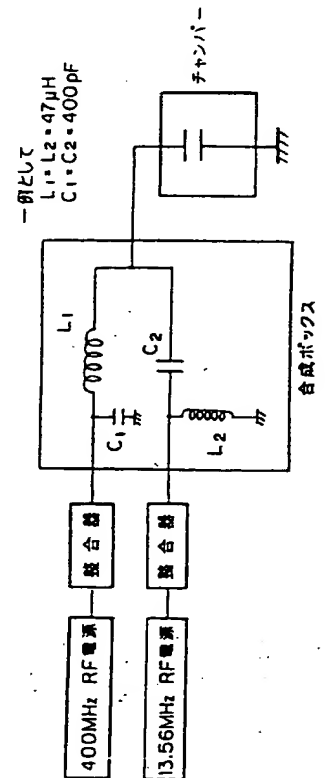 一例として
L₁=L₂=47μH
C₁=C₂=400pF
チャンバー
L₁
C₂
C₁
L₂
合成ボックス
整合器
整合器
400MHz RF電源
13.56MHz RF電源